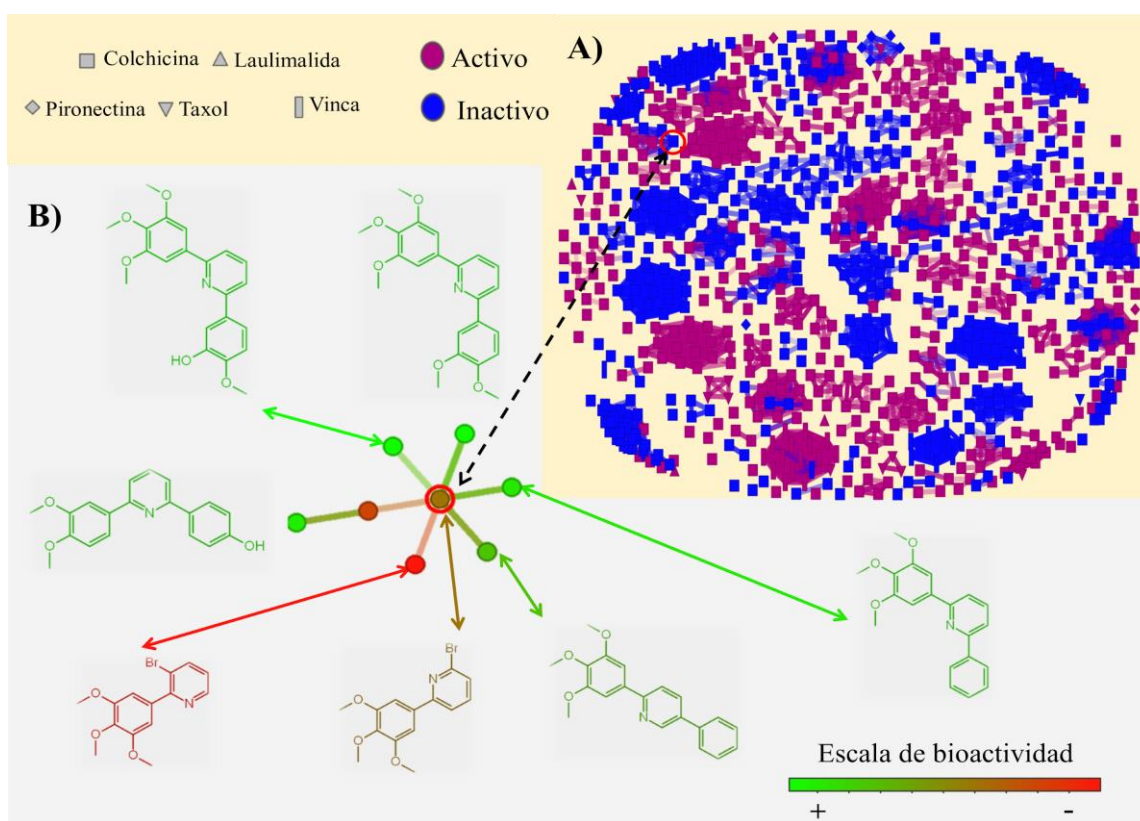 Colchicina Laulimalida
Pironectina Taxol Vinca
Activo
Inactivo
A)
B)
O
O
O
N
HO
O
O
O
O
N
O
O
O
O
N
OH
Br
O
O
O
N
Br
N
O
O
O
O
O
O
N
O
O
O
N
Escala de bioactividad
+ -